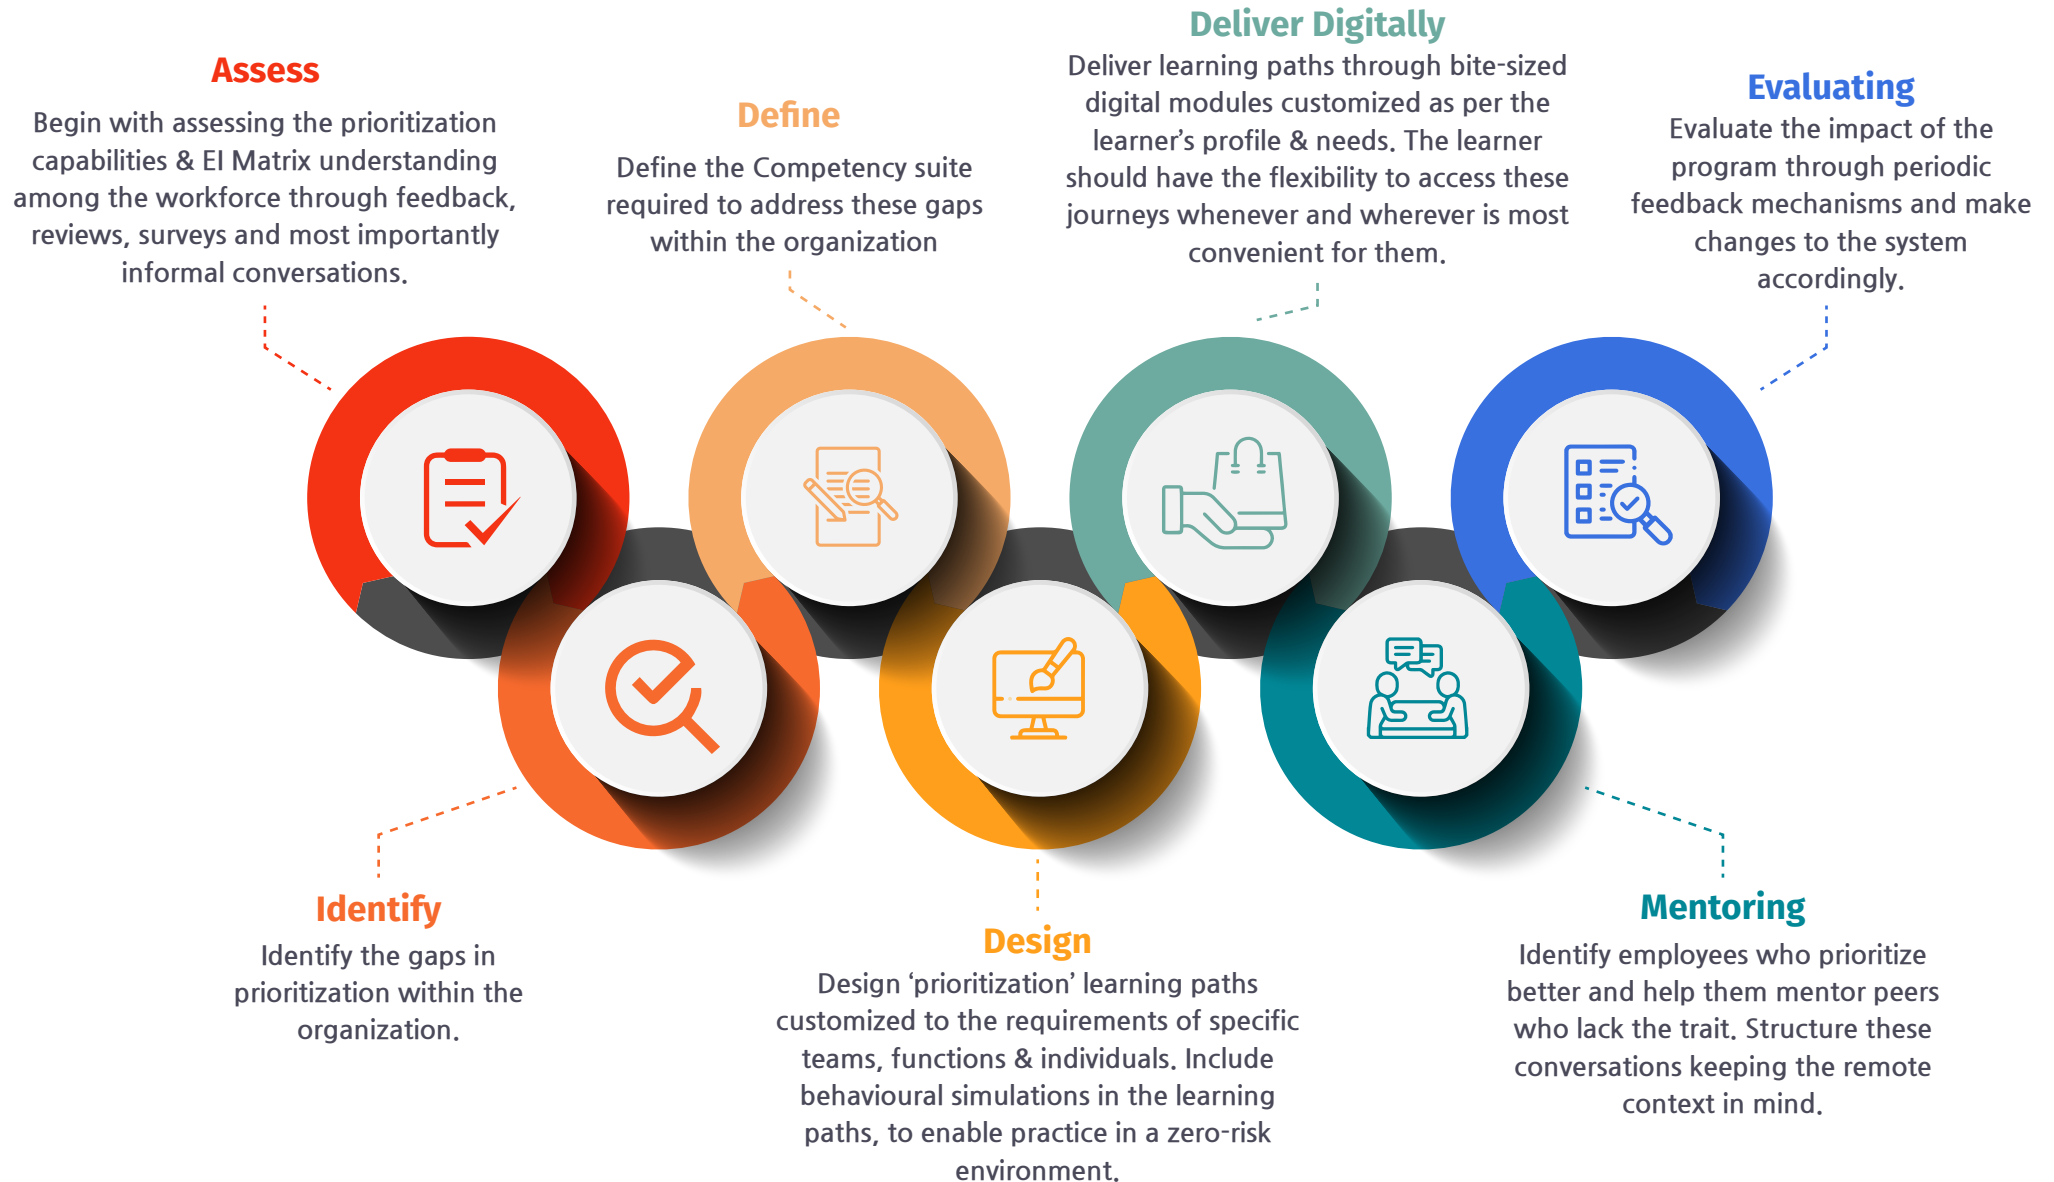 Assess
Begin with assessing the prioritization
capabilities & EI Matrix understanding
among the workforce through feedback,
reviews, surveys and most importantly
informal conversations.
Identify
Identify the gaps in
prioritization within the
organization.
Define
Define the Competency suite
required to address these gaps
within the organization
Design
Design ‘prioritization’ learning paths
customized to the requirements of specific
teams, functions & individuals. Include
behavioural simulations in the learning
paths, to enable practice in a zero-risk
environment.
Deliver Digitally
Deliver learning paths through bite-sized
digital modules customized as per the
learner’s profile & needs. The learner
should have the flexibility to access these
journeys whenever and wherever is most
convenient for them.
Mentoring
Identify employees who prioritize
better and help them mentor peers
who lack the trait. Structure these
conversations keeping the remote
context in mind.
Evaluating
Evaluate the impact of the
program through periodic
feedback mechanisms and make
changes to the system
accordingly.